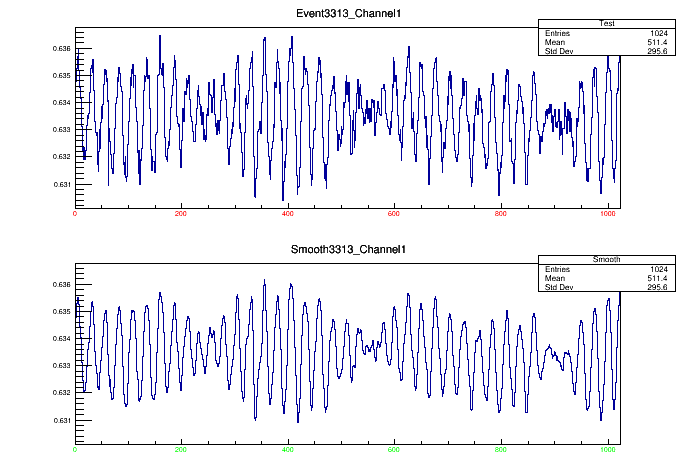 Event3313_Channel1
Test
Entries 1024
Mean 511.4
Std Dev 295.6
0.636
0.635
0.634
0.633
0.632
0.631
0 200 400 600 800 1000
Smooth3313_Channel1
Smooth
Entries 1024
Mean 511.4
Std Dev 295.6
0.636
0.635
0.634
0.633
0.632
0.631
0 200 400 600 800 1000